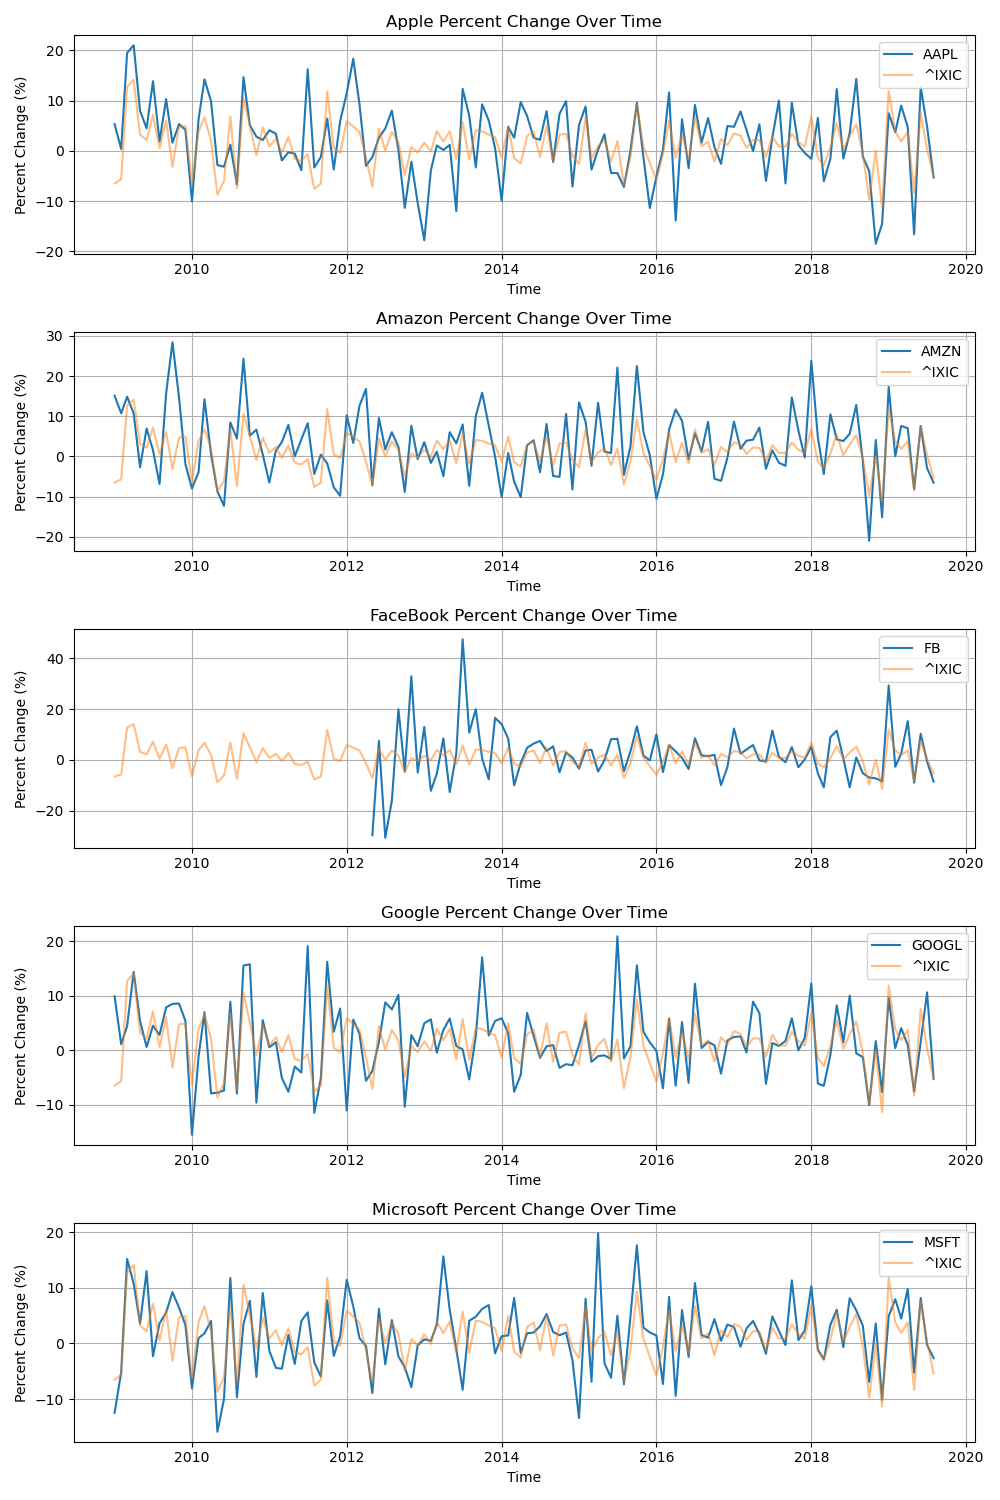 Apple Percent Change Over Time
Percent Change (%)
20
10
0
−10
−20
AAPL
^IXIC
2010 2012 2014 2016 2018 2020
Time
Amazon Percent Change Over Time
Percent Change (%)
30
20
10
0
−10
−20
AMZN
^IXIC
2010 2012 2014 2016 2018 2020
Time
FaceBook Percent Change Over Time
Percent Change (%)
40
20
0
−20
FB
^IXIC
2010 2012 2014 2016 2018 2020
Time
Google Percent Change Over Time
Percent Change (%)
20
10
0
−10
GOOGL
^IXIC
2010 2012 2014 2016 2018 2020
Time
Microsoft Percent Change Over Time
Percent Change (%)
20
10
0
−10
MSFT
^IXIC
2010 2012 2014 2016 2018 2020
Time